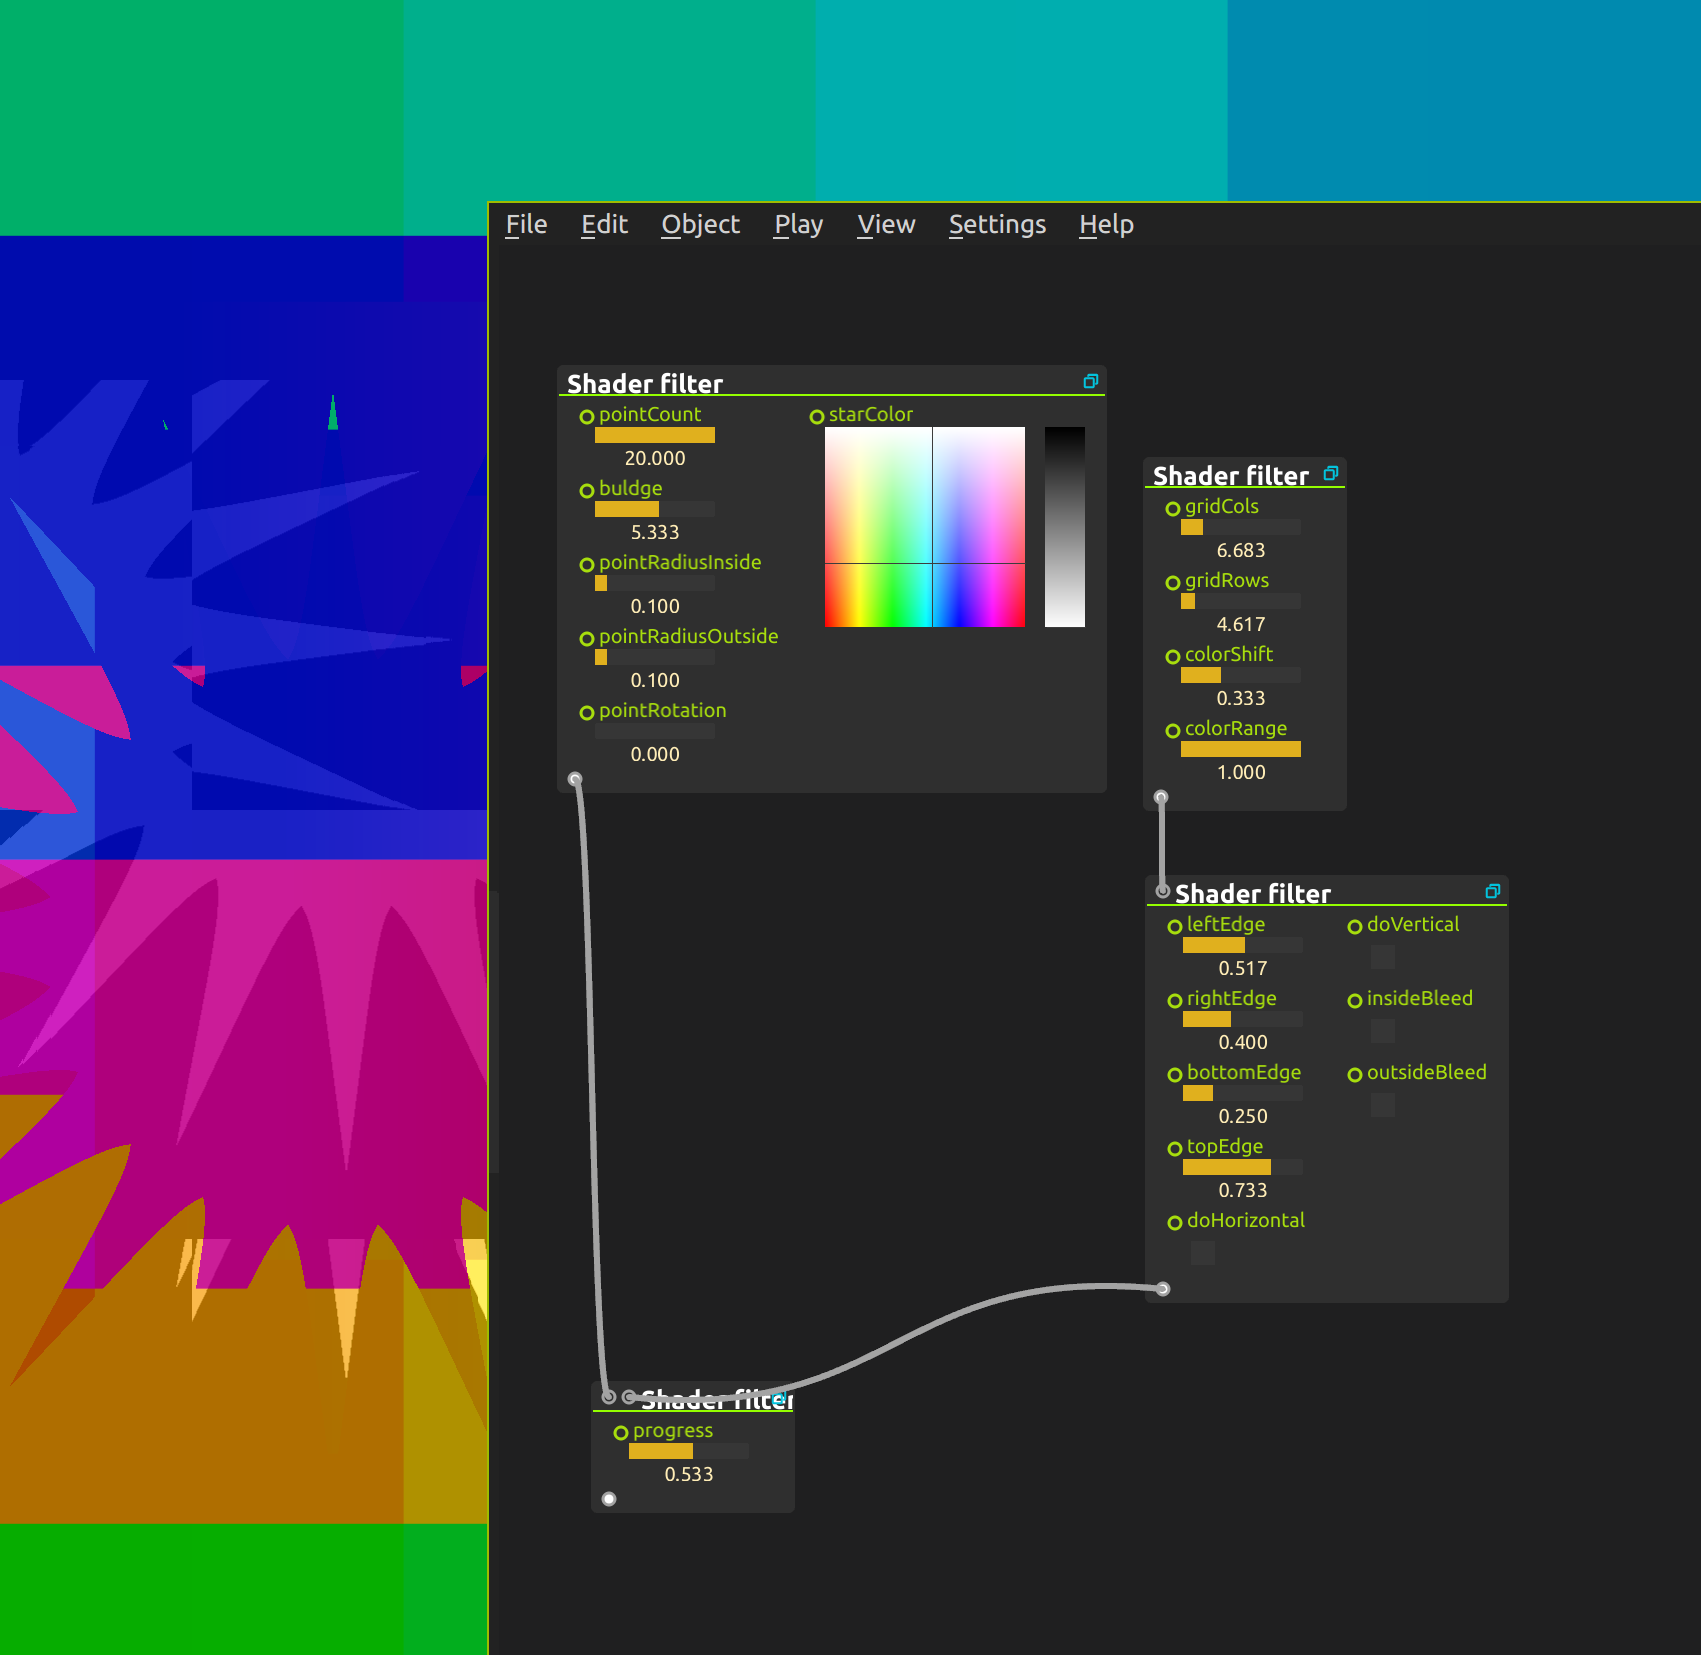 File Edit Object Play View Settings Help
Shader filter
pointCount
20.000
buldge
5.333
pointRadiusInside
0.100
pointRadiusOutside
0.100
pointRotation
0.000
starColor
Shader filter
gridCols
6.683
gridRows
4.617
colorShift
0.333
colorRange
1.000
Shader filter
leftEdge
0.517
rightEdge
0.400
bottomEdge
0.250
topEdge
0.733
doHorizontal
doVertical
insideBleed
outsideBleed
Shader filter
progress
0.533